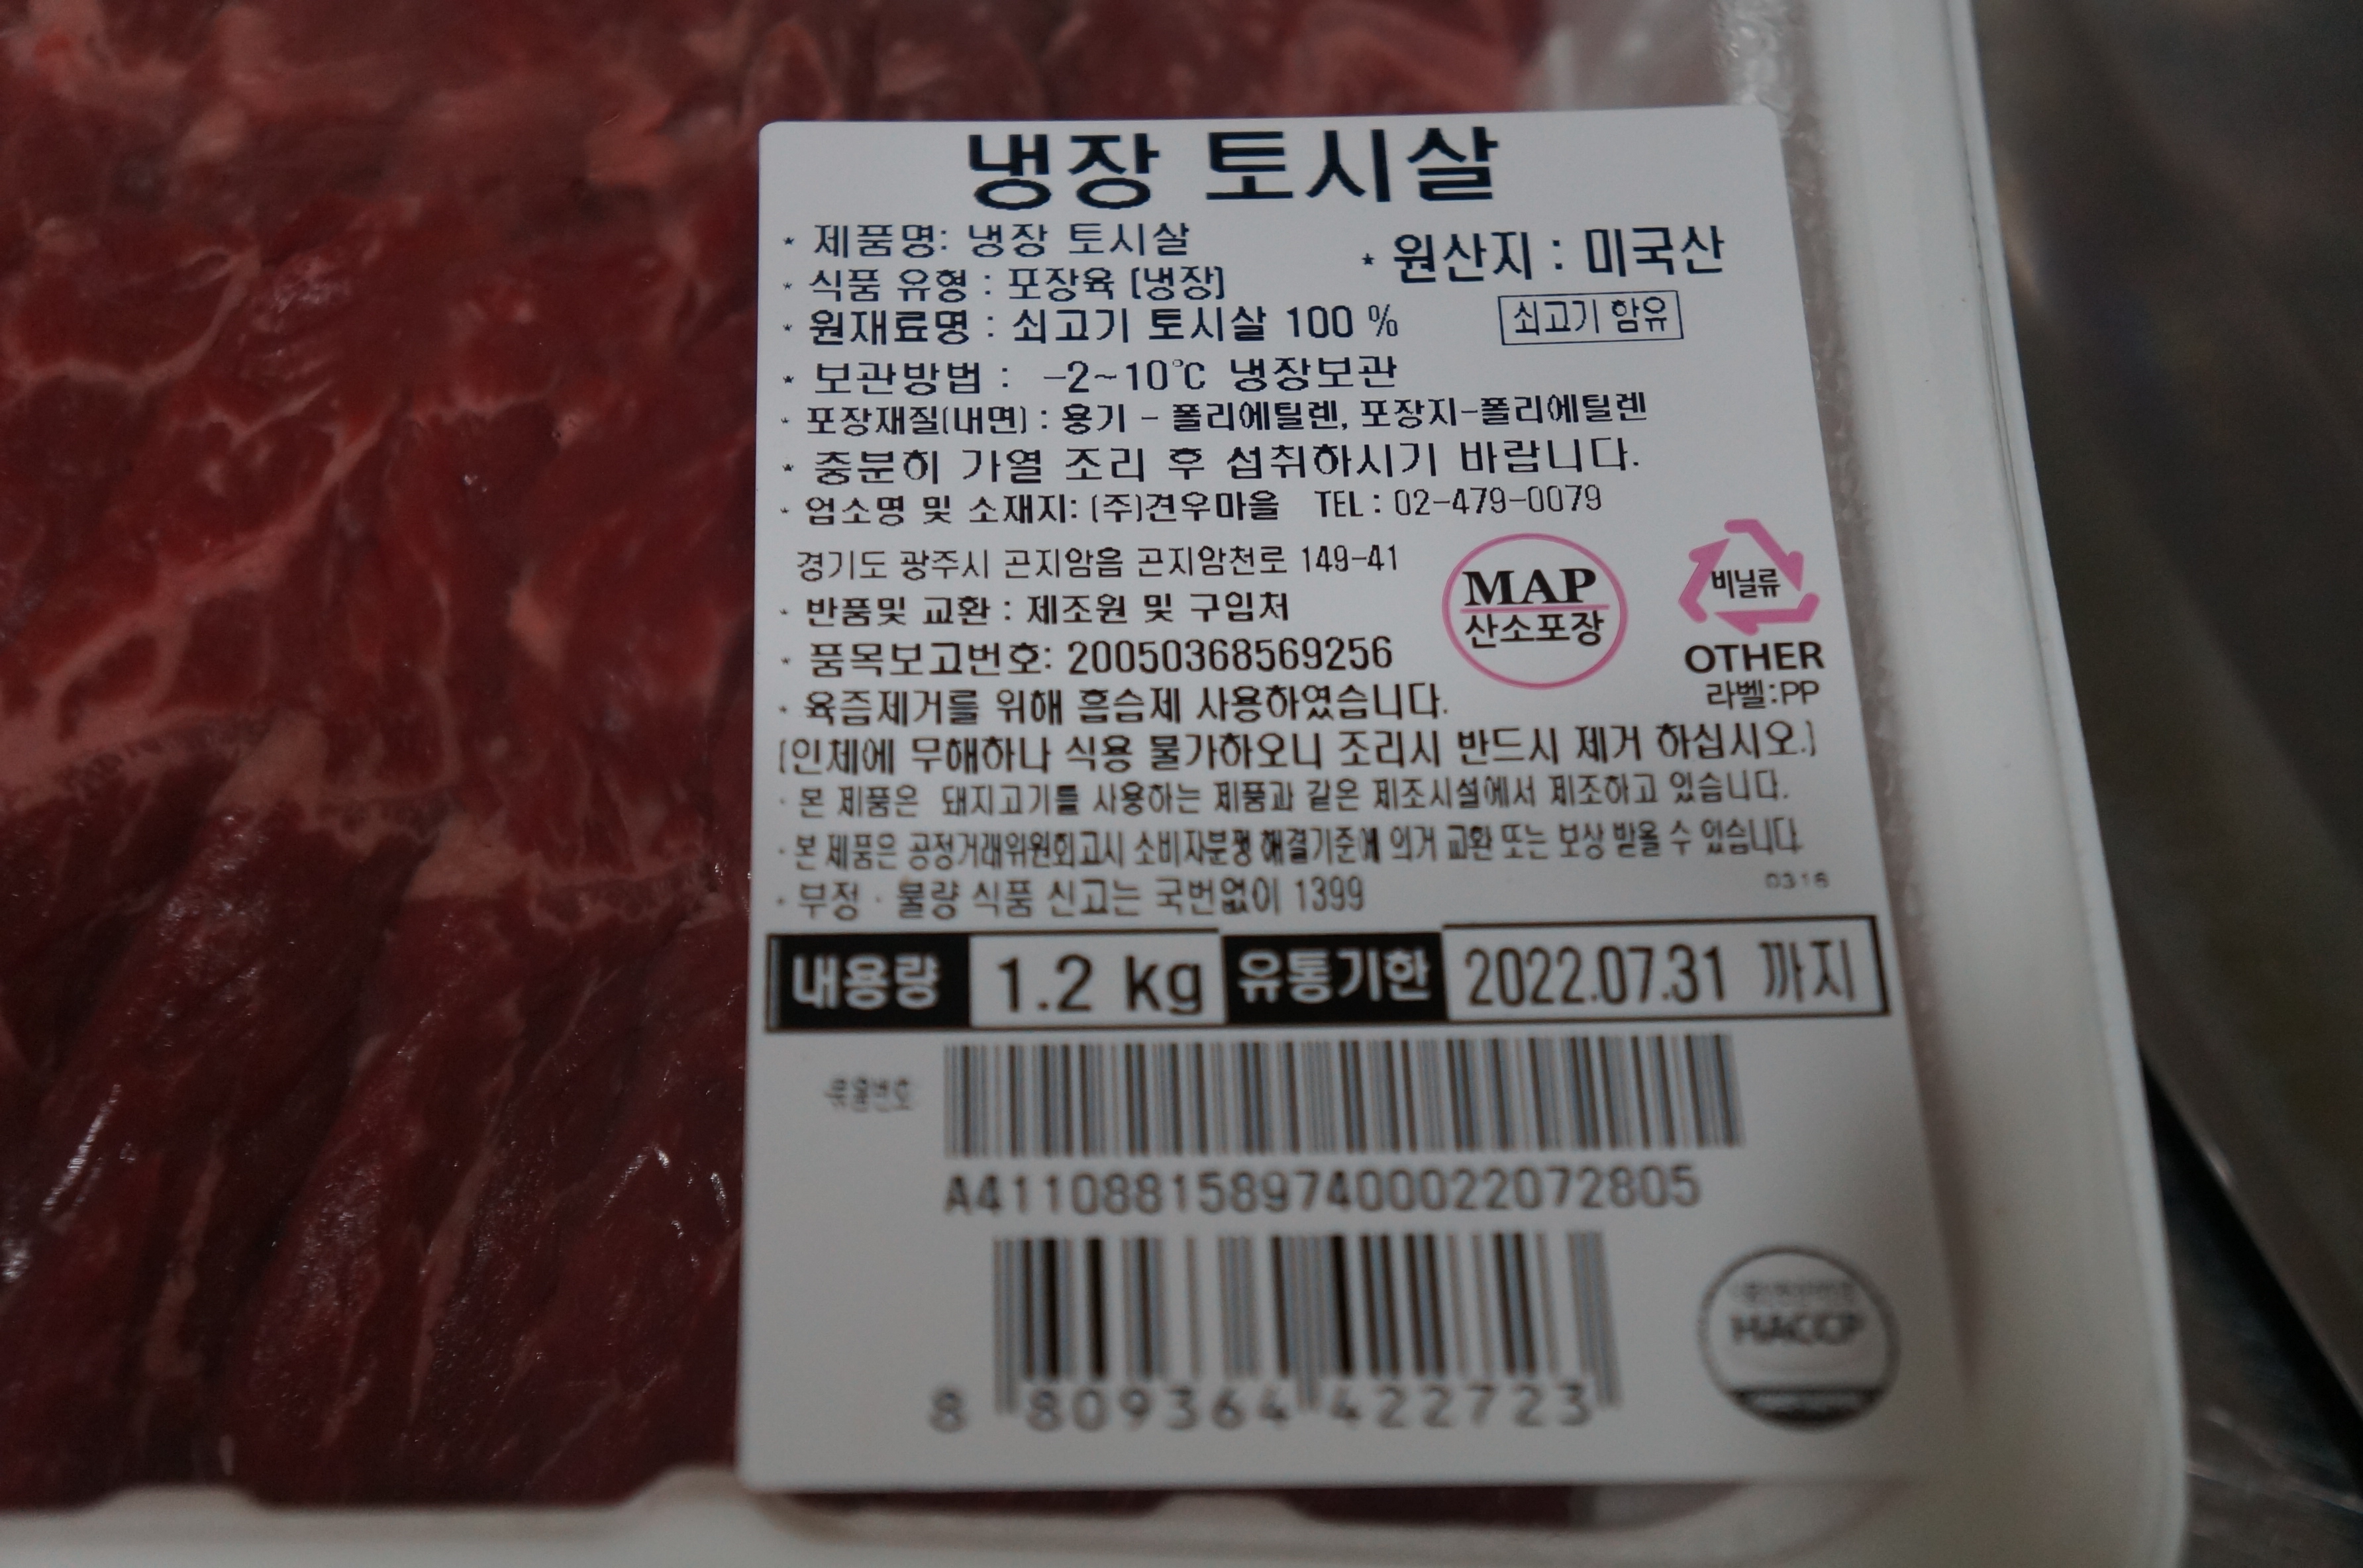 냉장 토시살
* 제품명: 냉장 토시살
* 원산지 : 미국산
* 식품 유형 : 포장육 [냉장]
* 원재료명 : 쇠고기 토시살 100 %
쇠고기 함유
* 보관방법 : -2~10℃ 냉장보관
* 포장재질(내면) : 용기 - 폴리에틸렌, 포장지-폴리에틸렌
* 충분히 가열 조리 후 섭취하시기 바랍니다.
* 업소명 및 소재지: (주)견우마을 TEL : 02-479-0079
경기도 광주시 곤지암읍 곤지암천로 149-41
* 반품및 교환 : 제조원 및 구입처
* 품목보고번호: 20050368569256
MAP
산소포장
비닐류
OTHER
라벨:PP
* 육즙제거를 위해 흡습제 사용하였습니다.
(인체에 무해하나 식용 불가하오니 조리시 반드시 제거 하십시오.)
· 본 제품은 돼지고기를 사용하는 제품과 같은 제조시설에서 제조하고 있습니다.
· 본 제품은 공정거래위원회고시 소비자분쟁 해결기준에 의거 교환 또는 보상 받을 수 있습니다.
· 부정 · 불량 식품 신고는 국번없이 1399
0316
내용량 1.2 kg 유통기한 2022.07.31 까지
A41108815897400022072805
8 809364 422723
HACCP